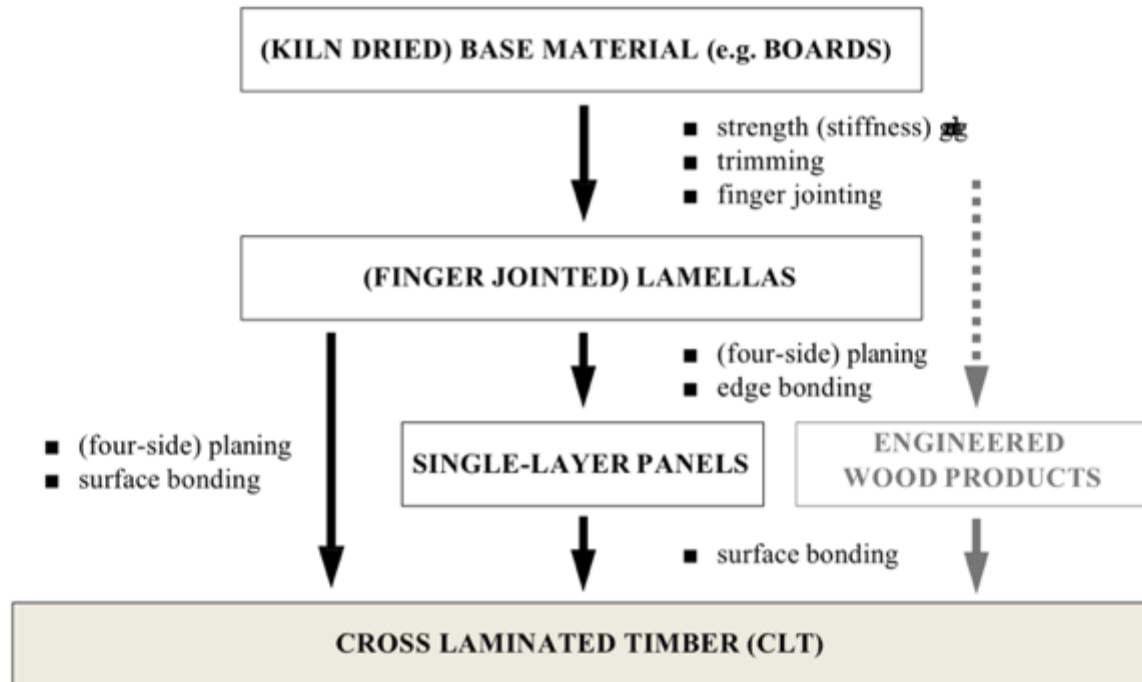 (KILN DRIED) BASE MATERIAL (e.g. BOARDS)
■ strength (stiffness)
■ trimming
■ finger jointing
(FINGER JOINTED) LAMELLAS
■ (four-side) planing
■ edge bonding
■ (four-side) planing
■ surface bonding
SINGLE-LAYER PANELS
ENGINEERED
WOOD PRODUCTS
■ surface bonding
CROSS LAMINATED TIMBER (CLT)